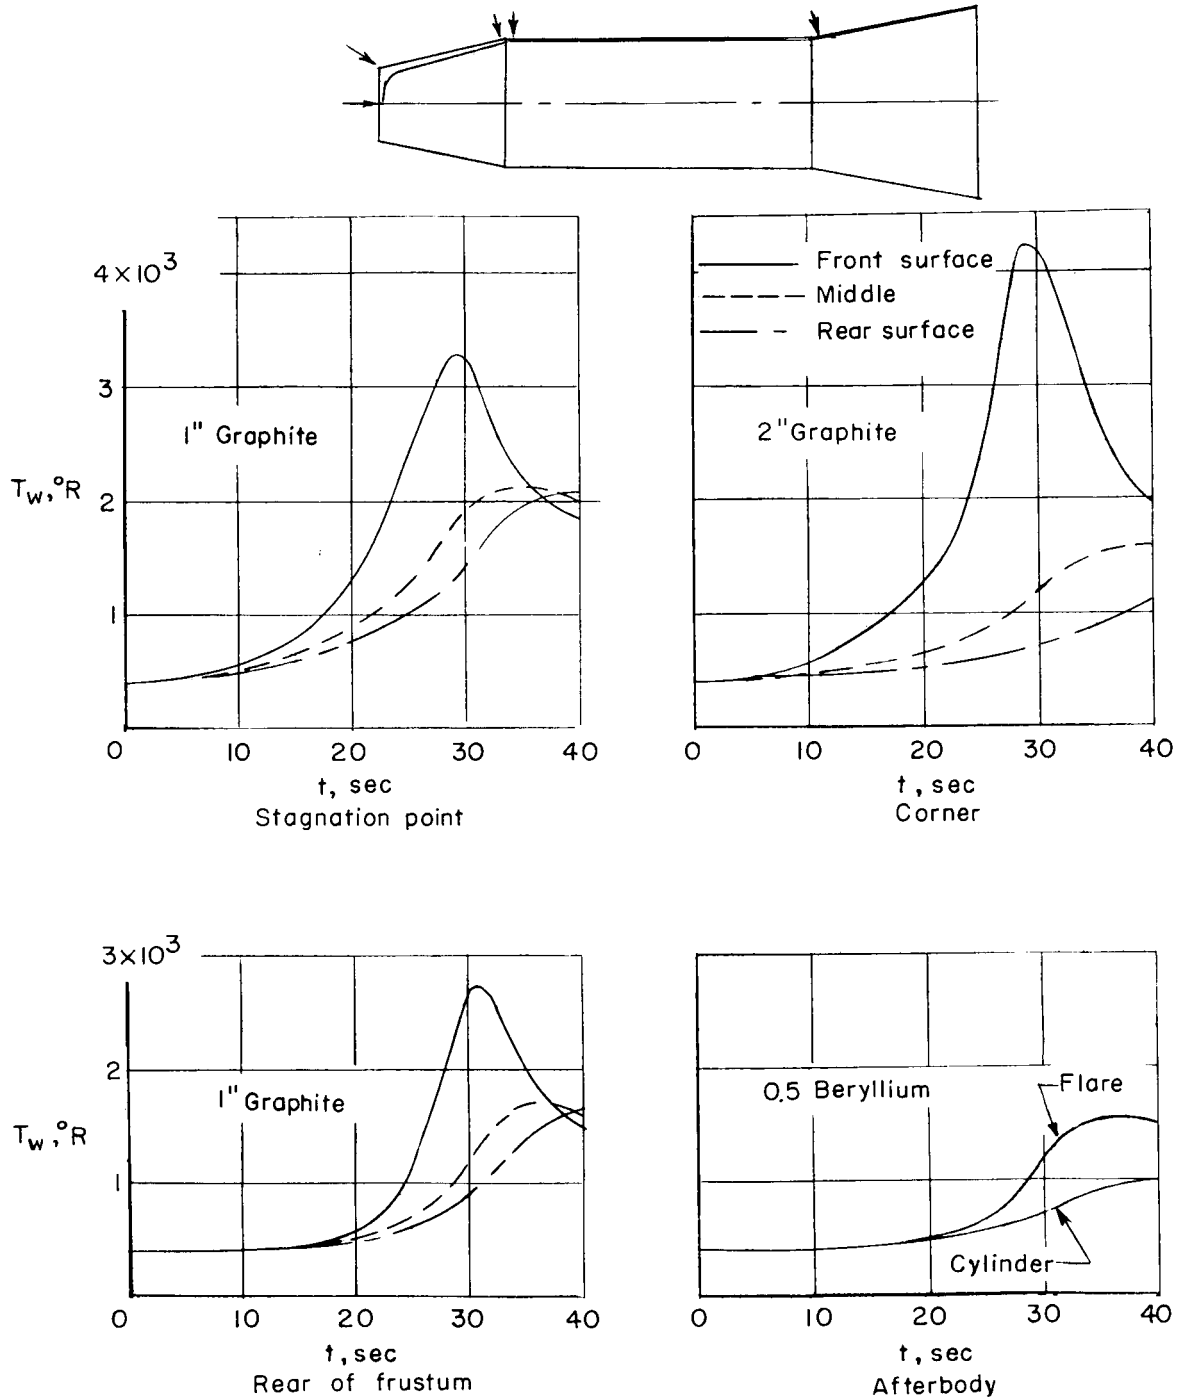 4×10³
3
2
1
Tw,°R
1" Graphite
0 10 20 30 40
t, sec
Stagnation point
Front surface
Middle
Rear surface
2" Graphite
0 10 20 30 40
t, sec
Corner
3×10³
2
1
Tw,°R
1" Graphite
0 10 20 30 40
t, sec
Rear of frustum
0.5 Beryllium
Flare
Cylinder
0 10 20 30 40
t, sec
Afterbody